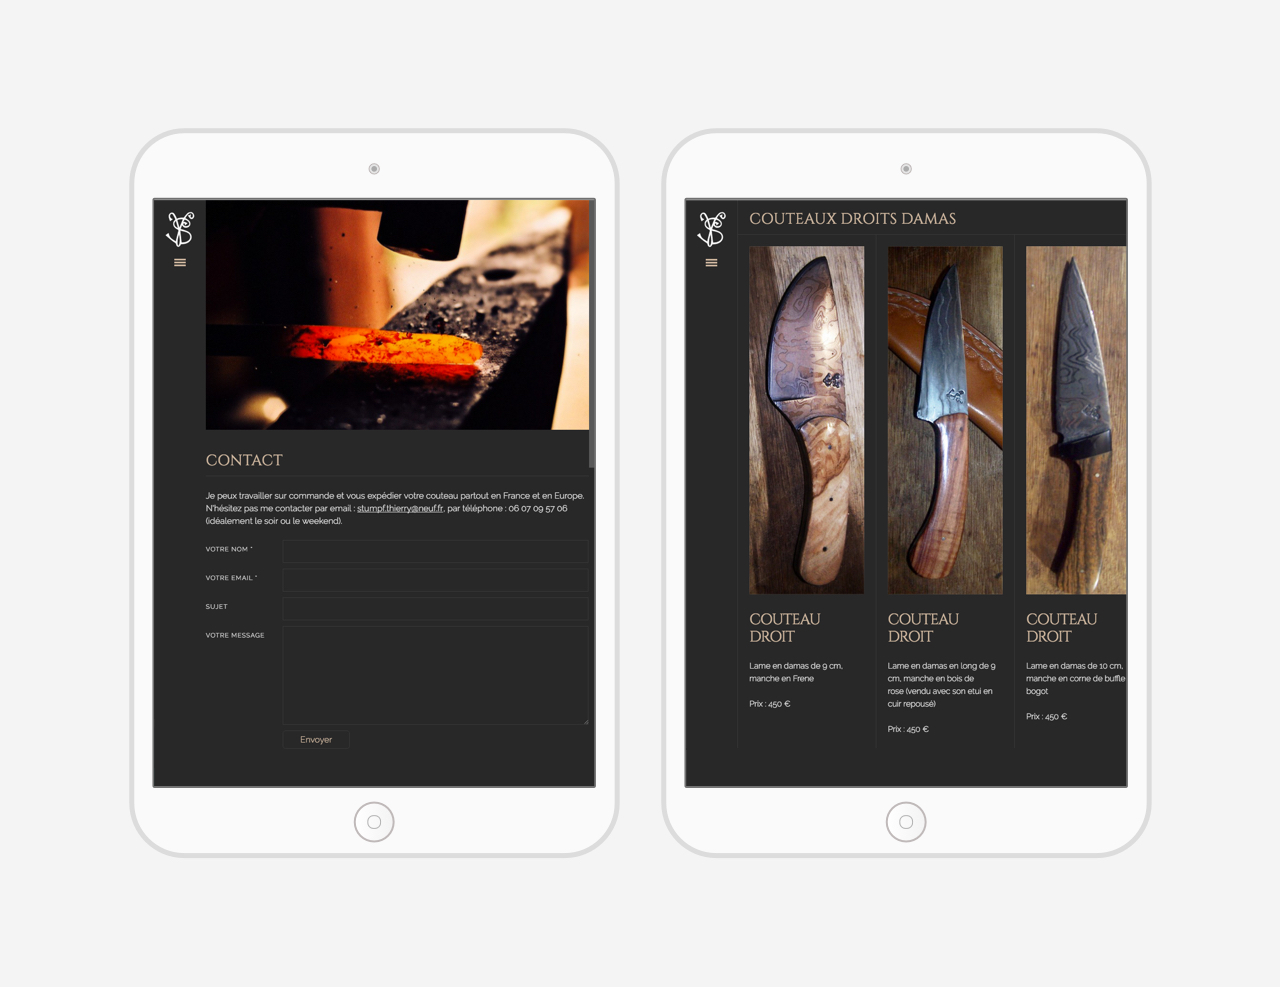 CONTACT
Je peux travailler sur commande et vous expédier votre couteau partout en France et en Europe.
N'hésitez pas me contacter par email : stumpf.thierry@neuf.fr, par téléphone : 06 07 09 57 06
(idéalement le soir ou le weekend).
VOTRE NOM *
VOTRE EMAIL *
SUJET
VOTRE MESSAGE
Envoyer
COUTEAUX DROITS DAMAS
COUTEAU
DROIT
Lame en damas de 9 cm,
manche en Frene
Prix : 450 €
COUTEAU
DROIT
Lame en damas en long de 9
cm, manche en bois de
rose (vendu avec son etui en
cuir repousé)
Prix : 450 €
COUTEAU
DROIT
Lame en damas de 10 cm,
manche en corne de buffle
bogot
Prix : 450 €